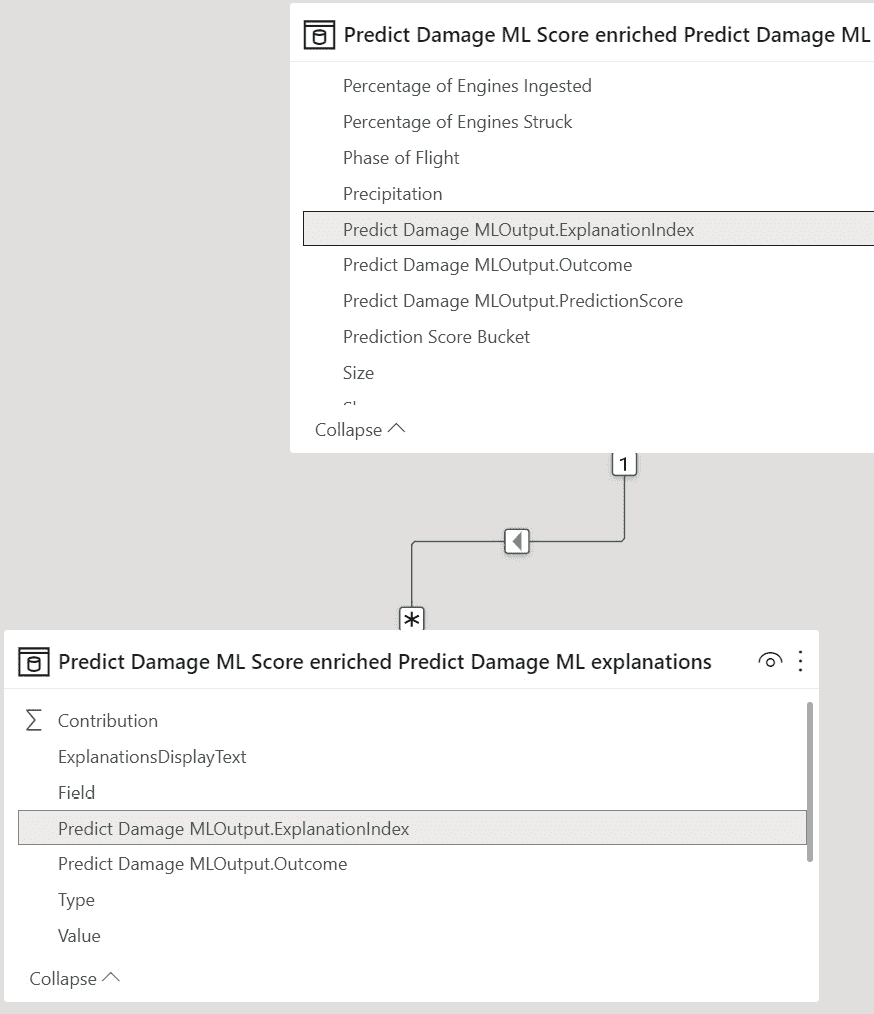 Predict Damage ML Score enriched Predict Damage ML
Percentage of Engines Ingested
Percentage of Engines Struck
Phase of Flight
Precipitation
Predict Damage MLOutput.ExplanationIndex
Predict Damage MLOutput.Outcome
Predict Damage MLOutput.PredictionScore
Prediction Score Bucket
Size
Collapse
1
*
Predict Damage ML Score enriched Predict Damage ML explanations
Contribution
ExplanationsDisplayText
Field
Predict Damage MLOutput.ExplanationIndex
Predict Damage MLOutput.Outcome
Type
Value
Collapse